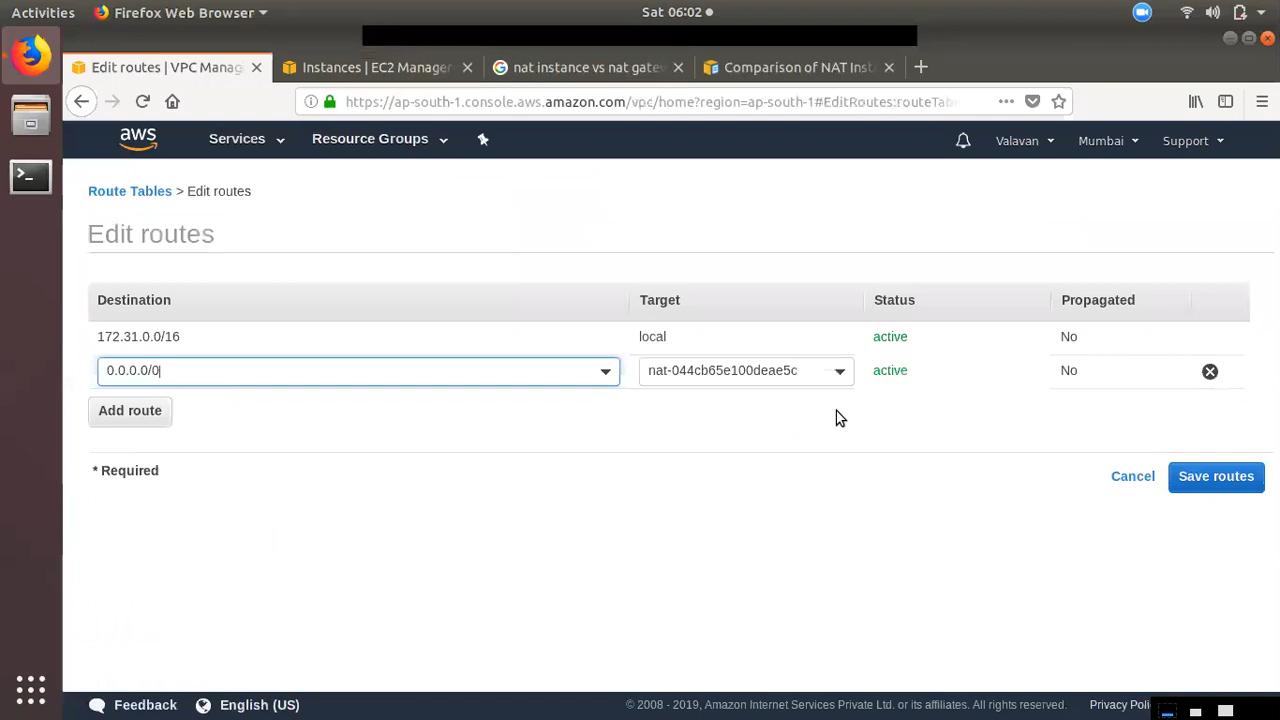 Activities Firefox Web Browser Sat 06:02
Edit routes | VPC Manag Instances | EC2 Manager nat instance vs nat gate Comparison of NAT Inst
https://ap-south-1.console.aws.amazon.com/vpc/home?region=ap-south-1#EditRoutes:routeTab
aws Services Resource Groups Valavan Mumbai Support
Route Tables > Edit routes
Edit routes
Destination Target Status Propagated
172.31.0.0/16 local active No
0.0.0.0/0 nat-044cb65e100deae5c active No
Add route
* Required Cancel Save routes
Feedback English (US) © 2008 - 2019, Amazon Internet Services Private Ltd. or its affiliates. All rights reserved. Privacy Poli